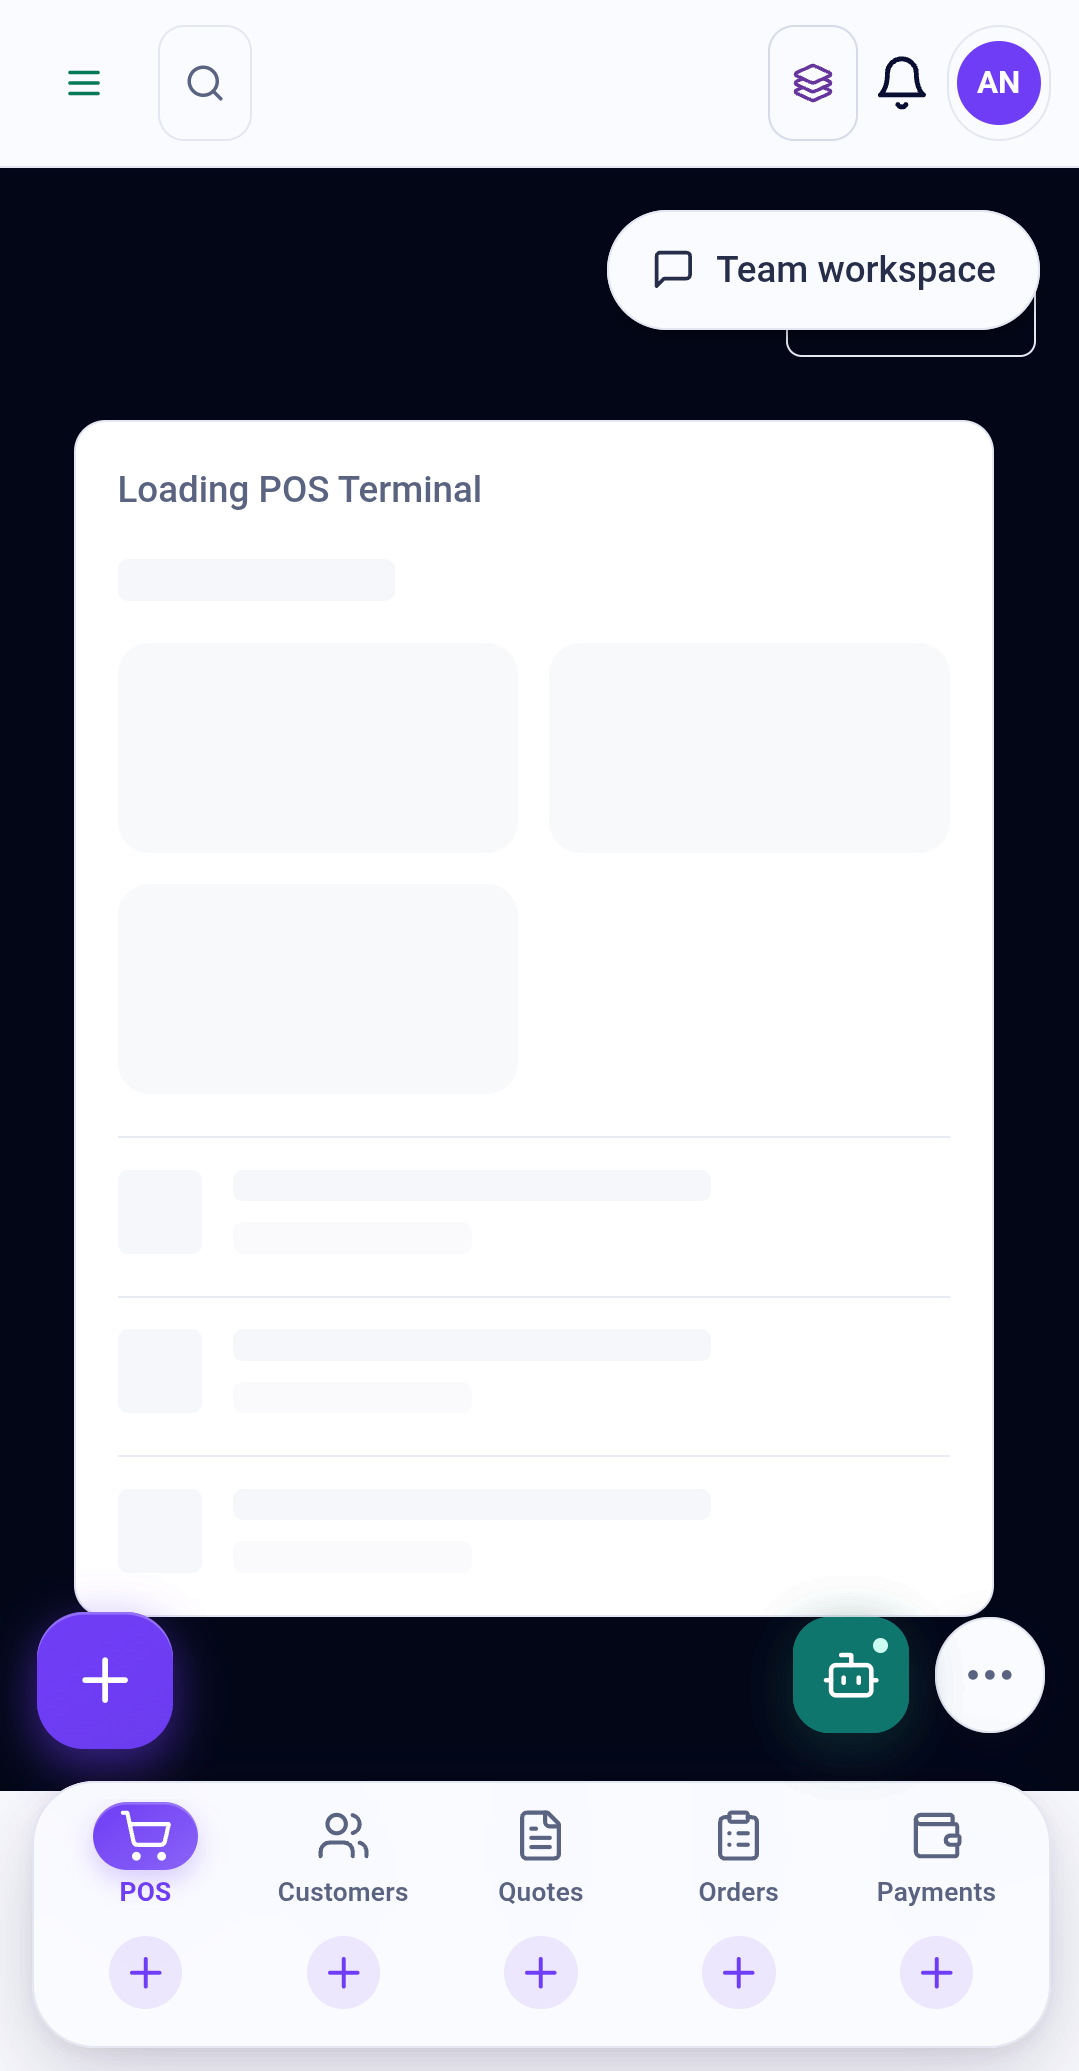 AN
Team workspace
Loading POS Terminal
POS
Customers
Quotes
Orders
Payments